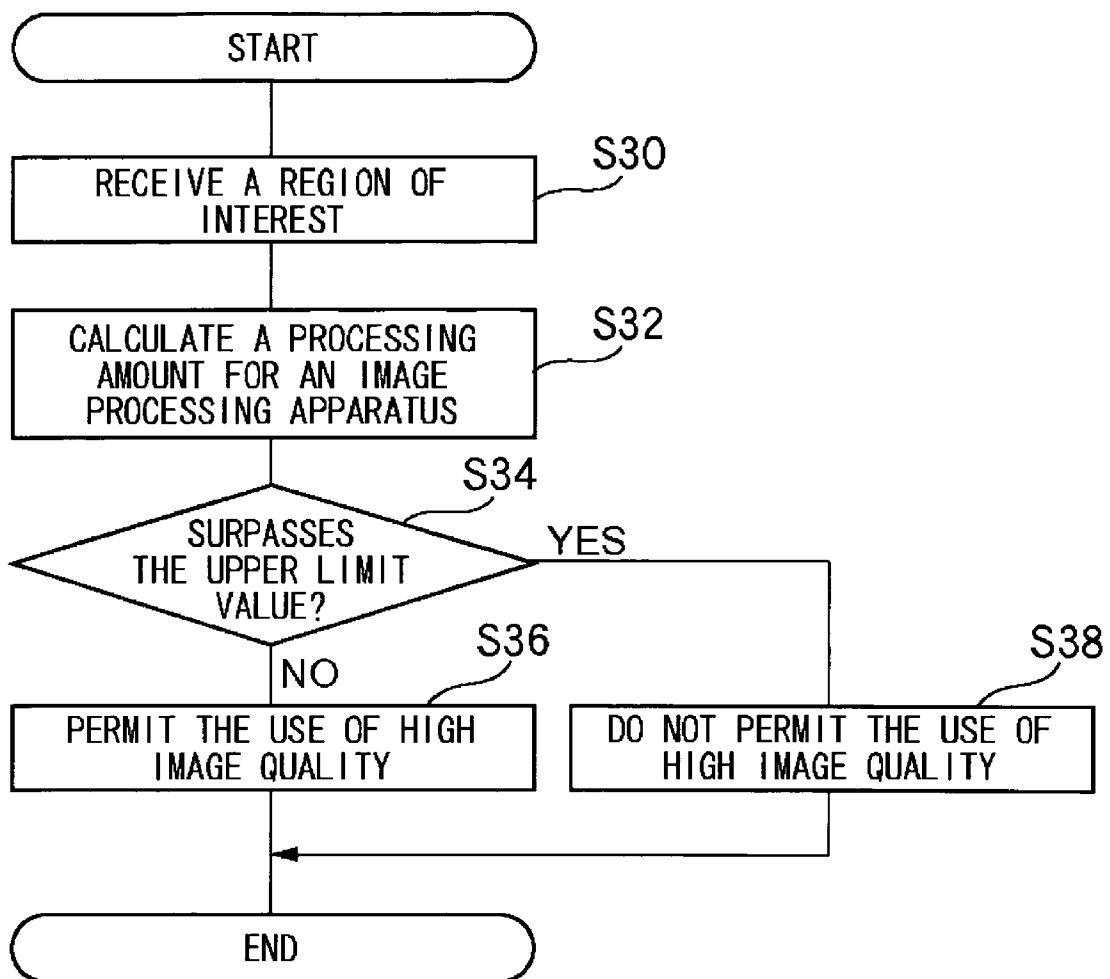 START
S30
RECEIVE A REGION OF
INTEREST
S32
CALCULATE A PROCESSING
AMOUNT FOR AN IMAGE
PROCESSING APPARATUS
S34
SURPASSES
THE UPPER LIMIT
VALUE?
YES
NO
S36
PERMIT THE USE OF HIGH
IMAGE QUALITY
S38
DO NOT PERMIT THE USE OF
HIGH IMAGE QUALITY
END